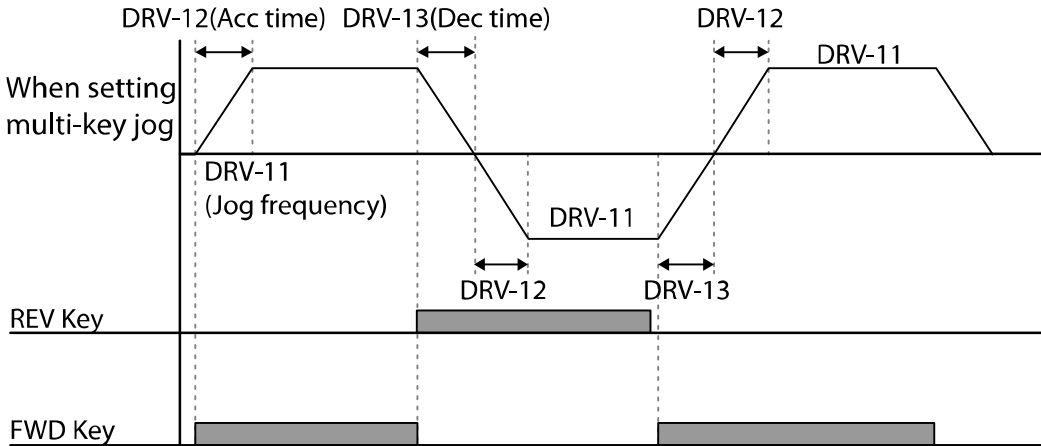 DRV-12(Acc time) DRV-13(Dec time) DRV-12
DRV-11
When setting
multi-key jog
DRV-11
(Jog frequency)
DRV-11
DRV-12 DRV-13
REV Key
FWD Key